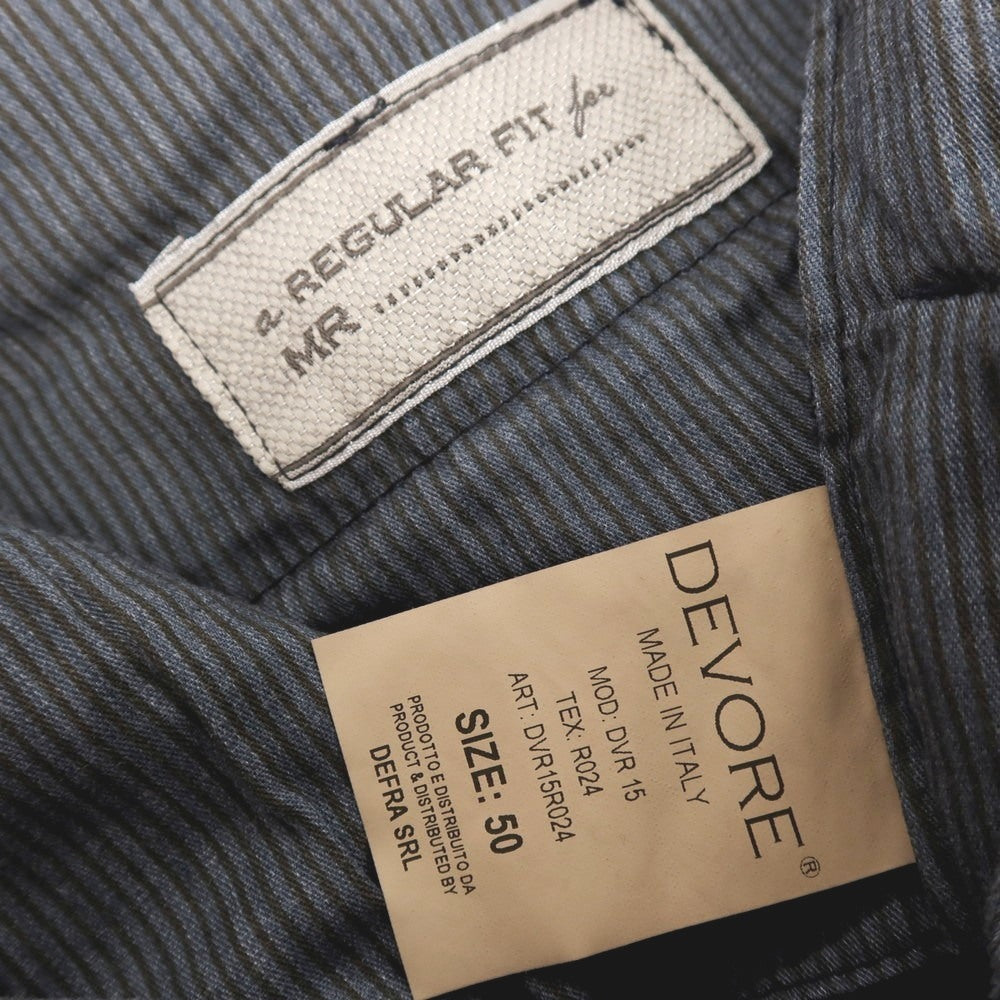 a REGULAR FIT for
MR ........................
DEVORE®
MADE IN ITALY
MOD: DVR 15
TEX: R024
ART: DVR15R024
SIZE: 50
PRODOTTO E DISTRIBUITO DA
PRODUCT & DISTRIBUTED BY
DEFRA SRL